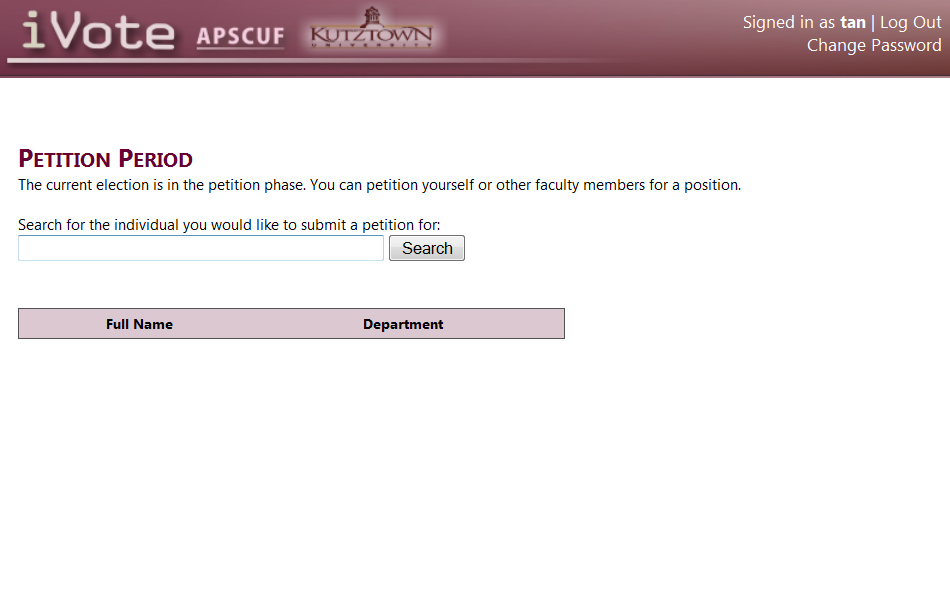 iVote APSCUF KUTZTOWN UNIVERSITY
Signed in as tan | Log Out
Change Password
Petition Period
The current election is in the petition phase. You can petition yourself or other faculty members for a position.
Search for the individual you would like to submit a petition for:
Search
Full Name Department